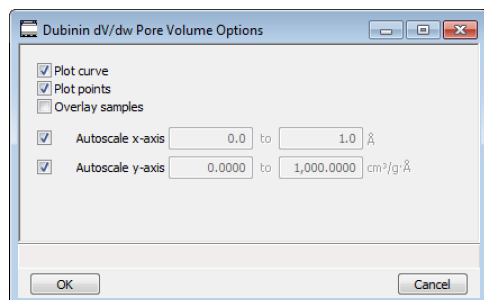 Dubinin dV/dw Pore Volume Options
Plot curve
Plot points
Overlay samples
Autoscale x-axis 0.0 to 1.0 Å
Autoscale y-axis 0.0000 to 1,000.0000 cm³/g·Å
OK Cancel